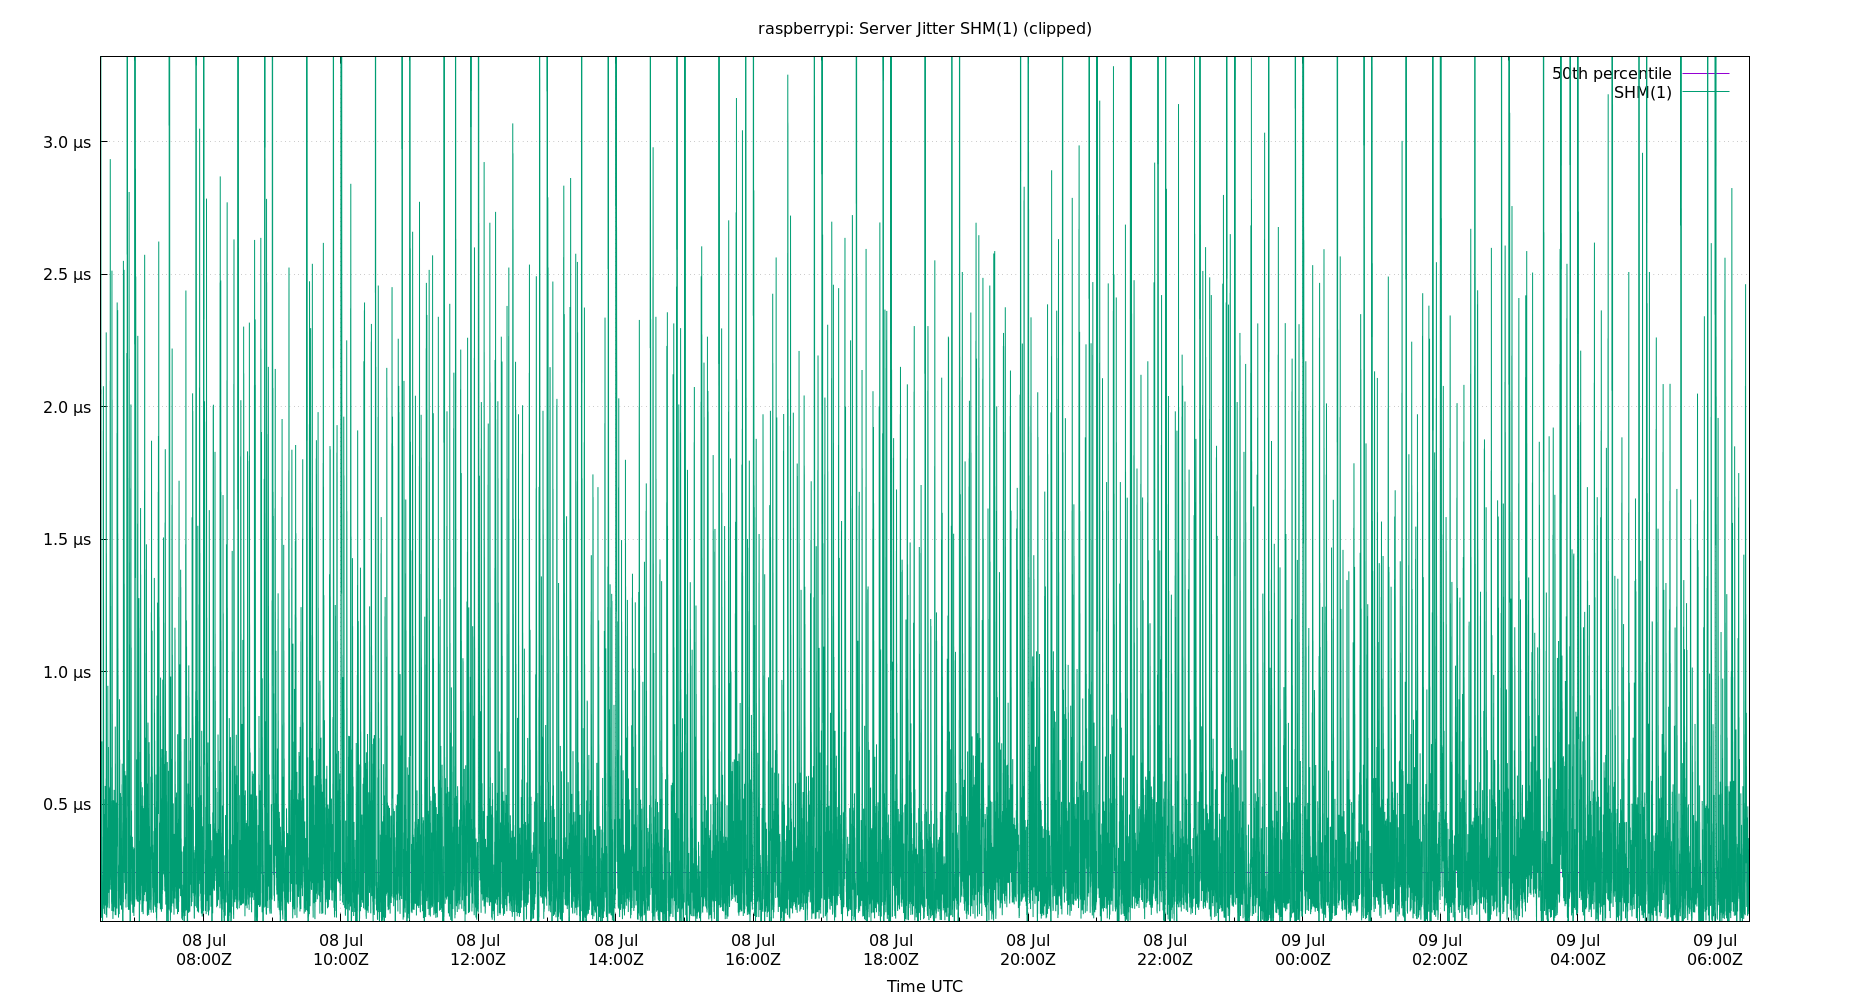 raspberrypi: Server Jitter SHM(1) (clipped)
50th percentile
SHM(1)
3.0 µs
2.5 µs
2.0 µs
1.5 µs
1.0 µs
0.5 µs
08 Jul 08 Jul 08 Jul 08 Jul 08 Jul 08 Jul 08 Jul 08 Jul 09 Jul 09 Jul 09 Jul 09 Jul
08:00Z 10:00Z 12:00Z 14:00Z 16:00Z 18:00Z 20:00Z 22:00Z 00:00Z 02:00Z 04:00Z 06:00Z
Time UTC